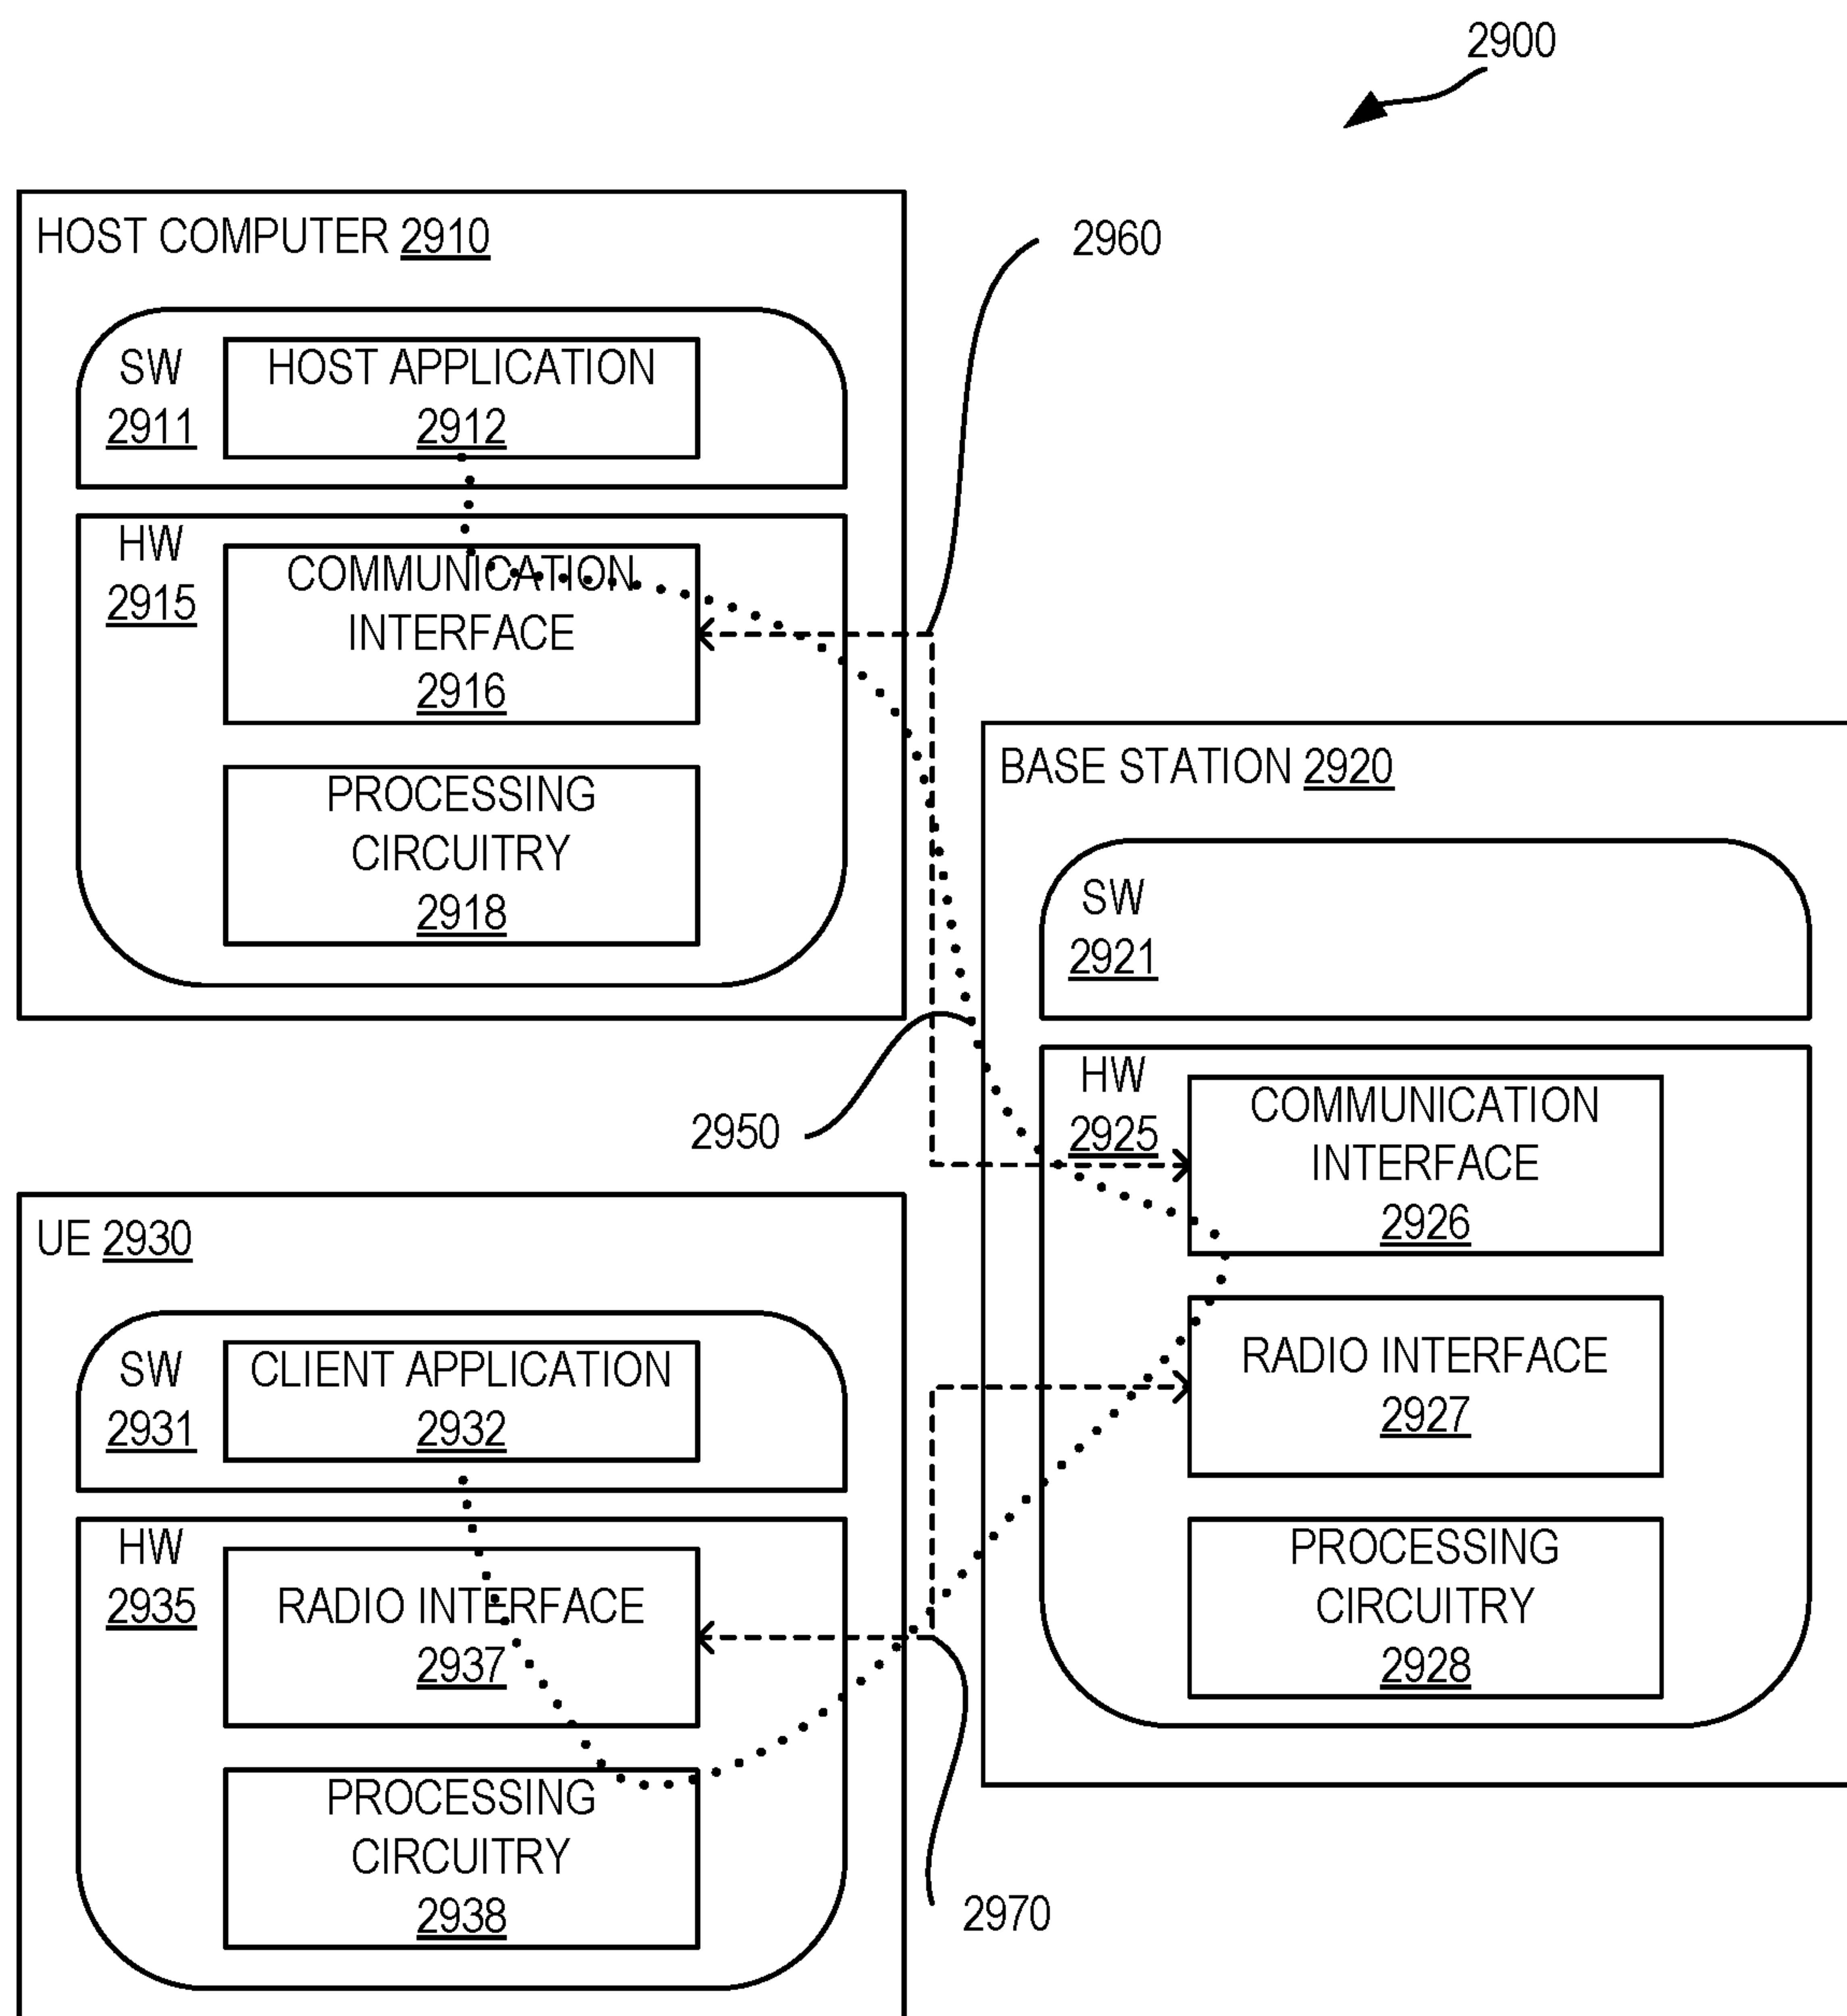 2900
HOST COMPUTER 2910
2960
SW
2911
HOST APPLICATION
2912
HW
2915
COMMUNICATION
INTERFACE
2916
PROCESSING
CIRCUITRY
2918
BASE STATION 2920
SW
2921
HW
2925
COMMUNICATION
INTERFACE
2926
RADIO INTERFACE
2927
PROCESSING
CIRCUITRY
2928
2950
UE 2930
SW
2931
CLIENT APPLICATION
2932
HW
2935
RADIO INTERFACE
2937
PROCESSING
CIRCUITRY
2938
2970